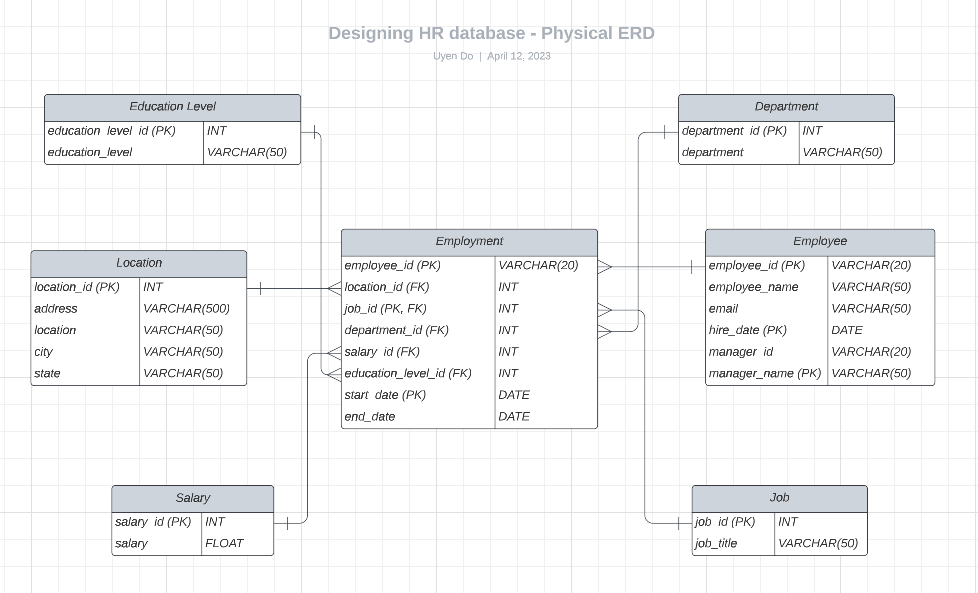 Designing HR database - Physical ERD
Uyen Do | April 12, 2023
Education Level
education_level_id (PK) INT
education_level VARCHAR(50)
Department
department_id (PK) INT
department VARCHAR(50)
Employment
employee_id (PK) VARCHAR(20)
location_id (FK) INT
job_id (PK, FK) INT
department_id (FK) INT
salary_id (FK) INT
education_level_id (FK) INT
start_date (PK) DATE
end_date DATE
Employee
employee_id (PK) VARCHAR(20)
employee_name VARCHAR(50)
email VARCHAR(50)
hire_date (PK) DATE
manager_id VARCHAR(20)
manager_name (PK) VARCHAR(50)
Location
location_id (PK) INT
address VARCHAR(500)
location VARCHAR(50)
city VARCHAR(50)
state VARCHAR(50)
Salary
salary_id (PK) INT
salary FLOAT
Job
job_id (PK) INT
job_title VARCHAR(50)